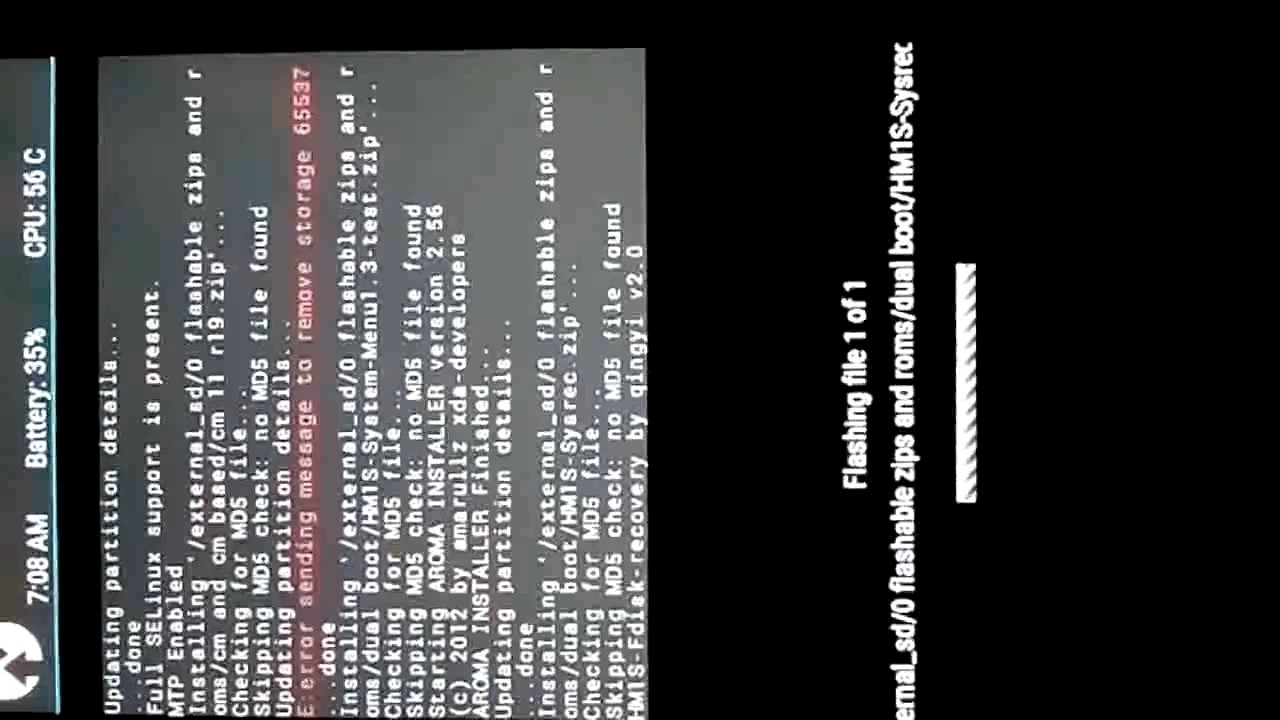 7:08 AM Battery: 35% CPU: 56 C
Updating partition details...
...done
Full SELinux support is present.
MTP Enabled
Installing '/external_sd/0 flashable zips and r
oms/cm and cm based/cm 11 r19.zip'...
Checking for MD5 file...
Skipping MD5 check: no MD5 file found
Updating partition details...
E:error sending message to remove storage 65537
...done
Installing '/external_sd/0 flashable zips and r
oms/dual boot/HM1S-System-Menu1.3-test.zip'...
Checking for MD5 file...
Skipping MD5 check: no MD5 file found
Starting AROMA INSTALLER version 2.56
(c) 2012 by amarullz xda-developers
AROMA INSTALLER Finished...
Updating partition details...
...done
Installing '/external_sd/0 flashable zips and r
oms/dual boot/HM1S-Sysrec.zip'...
Checking for MD5 file...
Skipping MD5 check: no MD5 file found
HM1S-Fdisk-recovery by qingyi v2.0
Flashing file 1 of 1
ernal_sd/0 flashable zips and roms/dual boot/HM1S-Sysrec